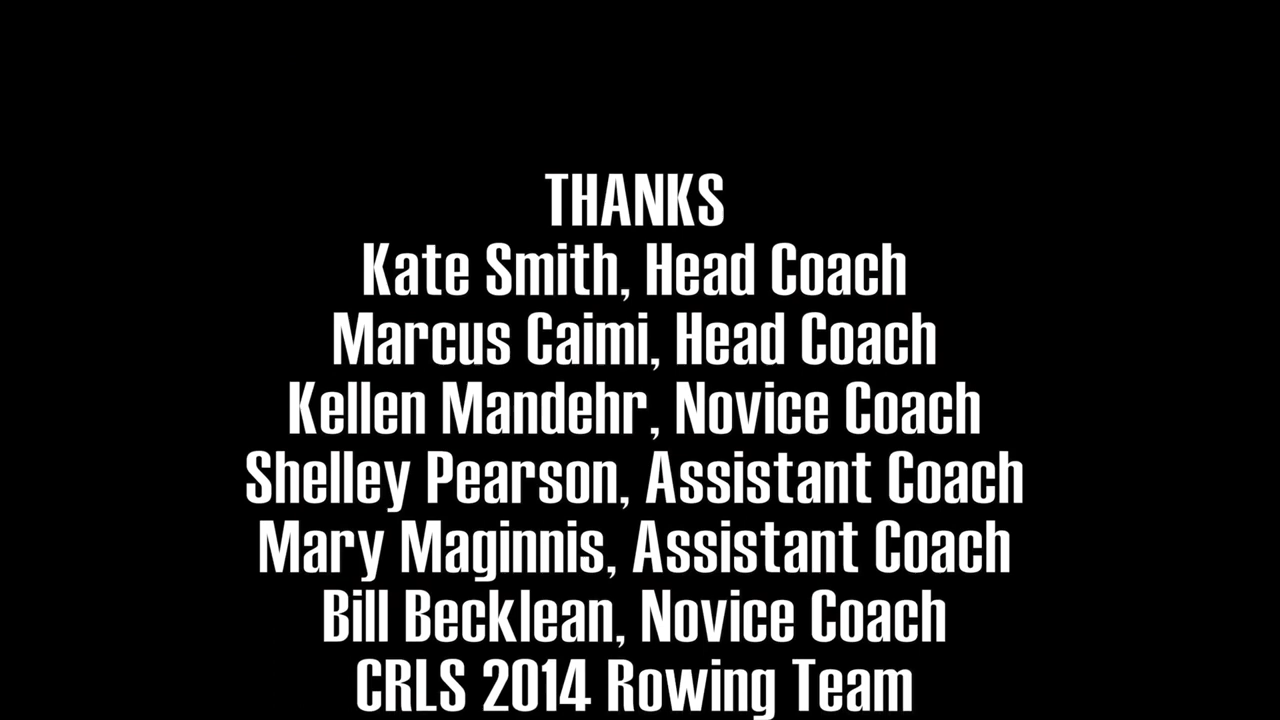 THANKS
Kate Smith, Head Coach
Marcus Caimi, Head Coach
Kellen Mandehr, Novice Coach
Shelley Pearson, Assistant Coach
Mary Maginnis, Assistant Coach
Bill Becklean, Novice Coach
CRLS 2014 Rowing Team